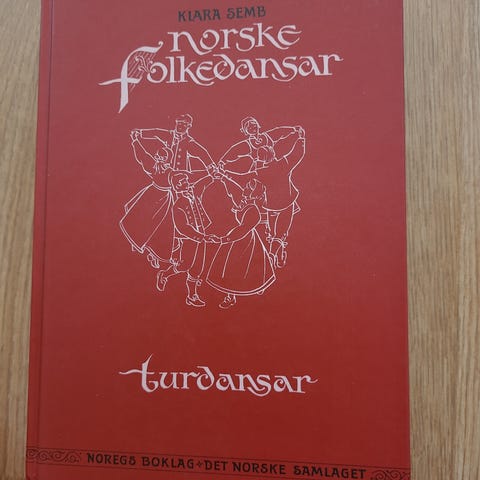 KLARA SEMB
norske
folkedansar
turdansar
NOREGS BOKLAG + DET NORSKE SAMLAGET